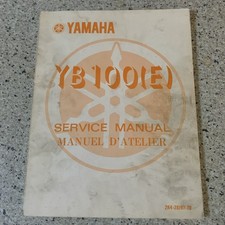 YAMAHA
YB100(E)
SERVICE MANUAL
MANUEL D'ATELIER